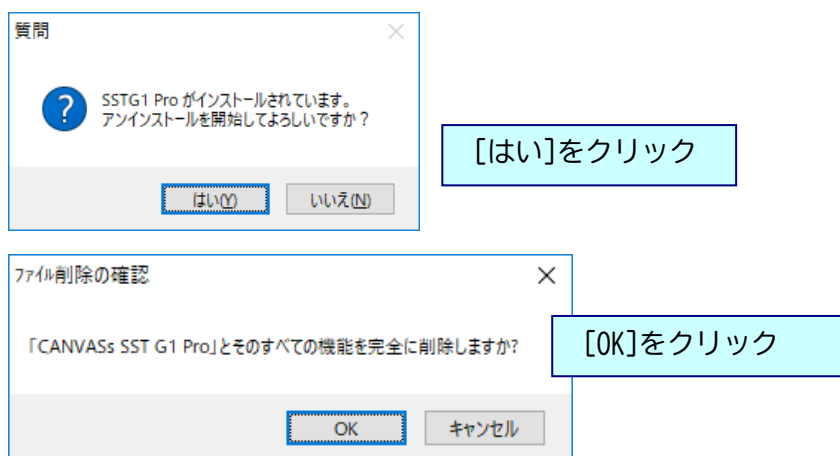 質問
SSTG1 Pro がインストールされています。
アンインストールを開始してよろしいですか？
はい(Y)
いいえ(N)
[はい]をクリック
ﾌｧｲﾙ削除の確認
「CANVASs SST G1 Pro」とそのすべての機能を完全に削除しますか?
OK
キャンセル
[OK]をクリック